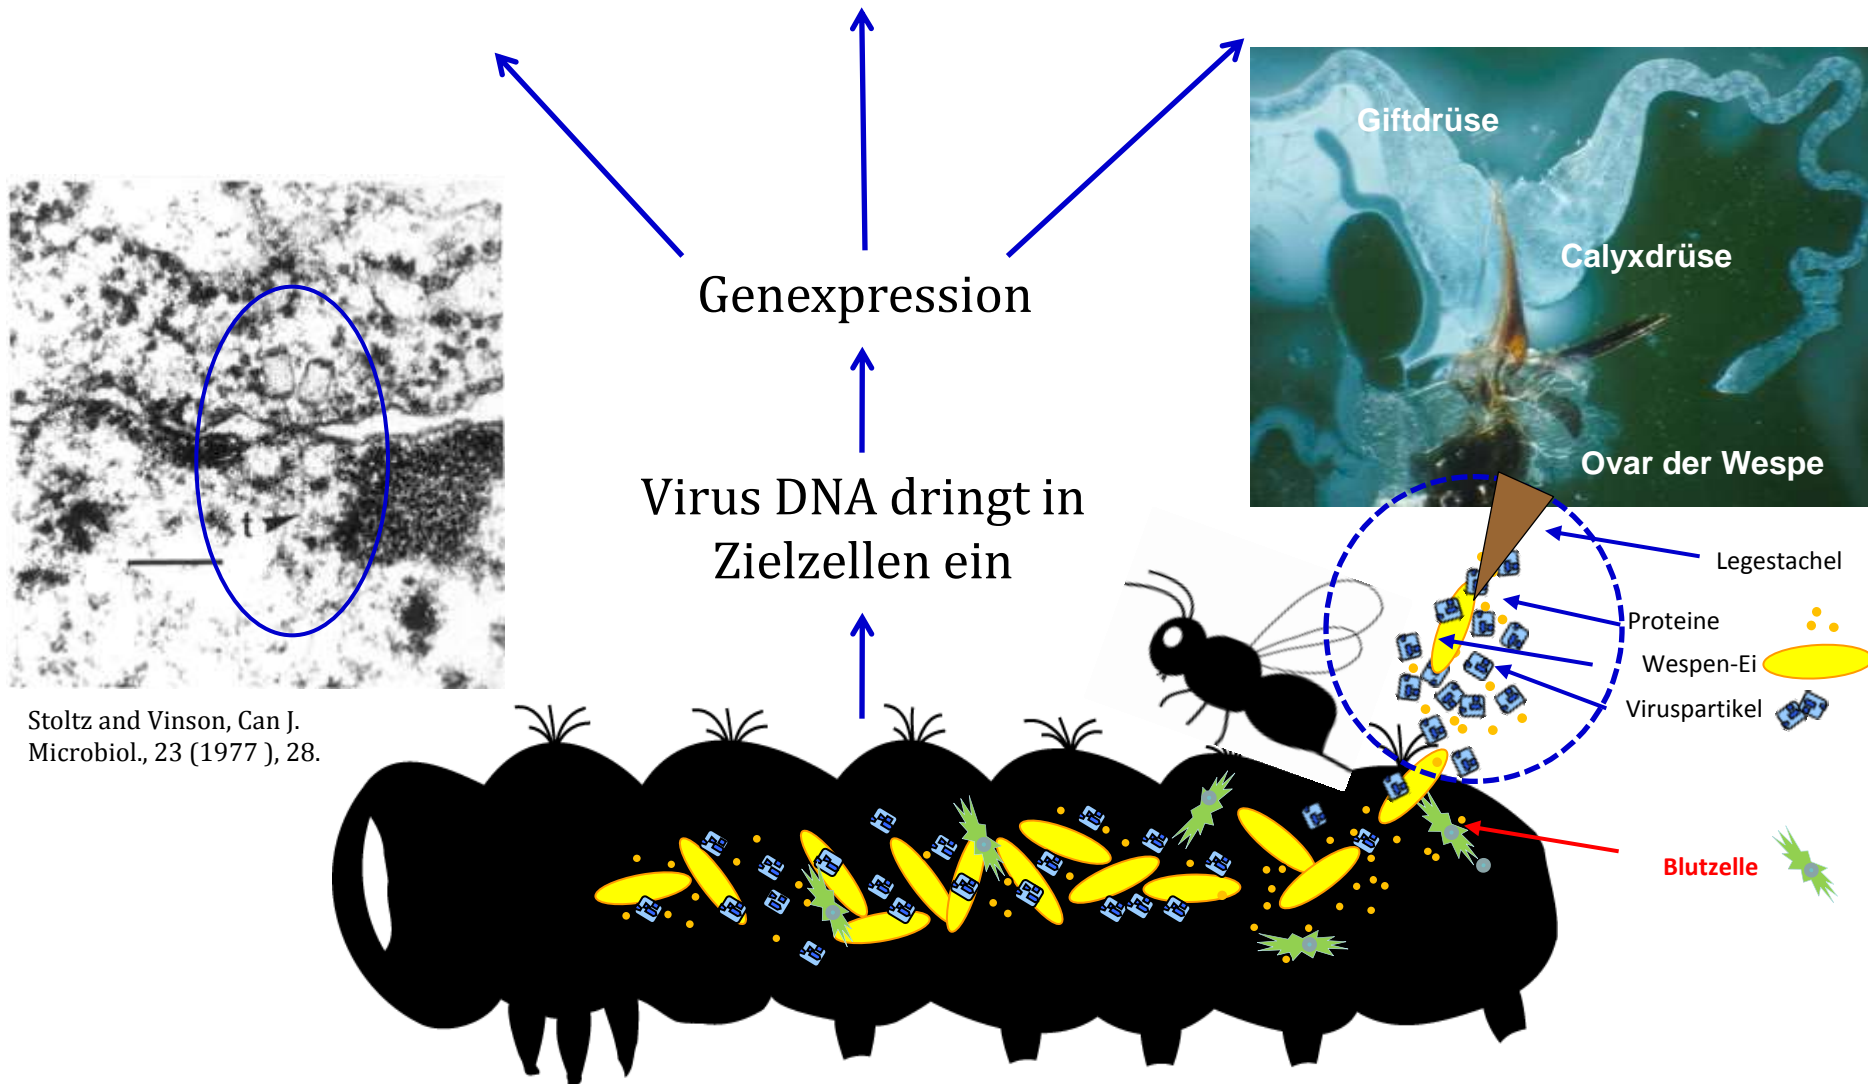 Giftdrüse
Calyxdrüse
Ovar der Wespe
Genexpression
Virus DNA dringt in
Zielzellen ein
t
Stoltz and Vinson, Can J.
Microbiol., 23 (1977 ), 28.
Legestachel
Proteine
Wespen-Ei
Viruspartikel
Blutzelle